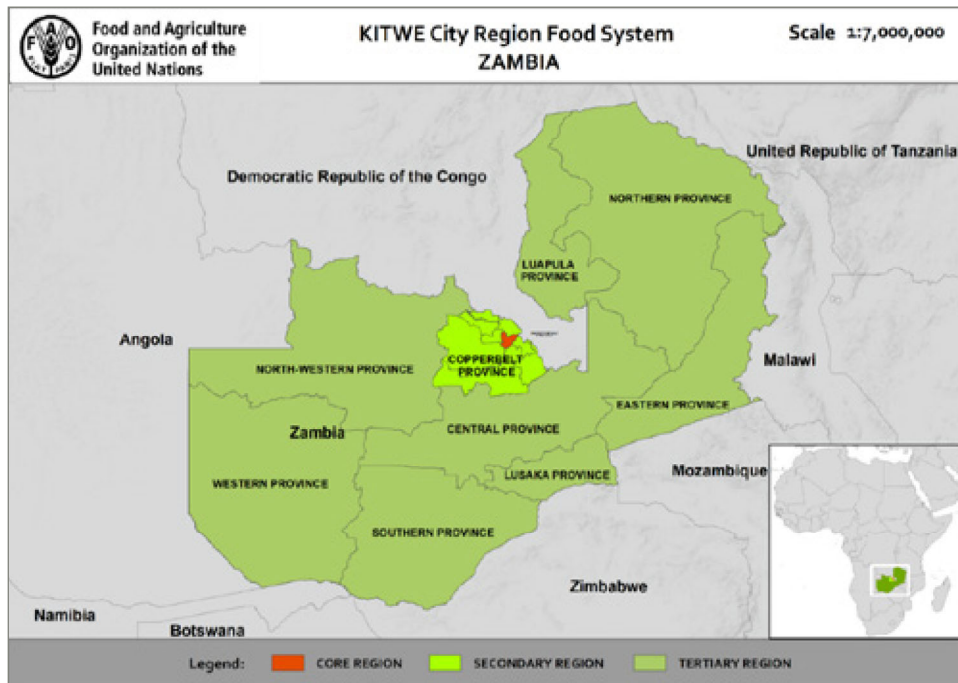 Food and Agriculture
Organization of the
United Nations
KITWE City Region Food System
ZAMBIA
Scale 1:7,000,000
F A O
FIAT PANIS
United Republic of Tanzania
Democratic Republic of the Congo
NORTHERN PROVINCE
LUAPULA
PROVINCE
Angola
COPPERBELT
PROVINCE
Malawi
NORTH-WESTERN PROVINCE
EASTERN PROVINCE
Zambia
CENTRAL PROVINCE
Mozambique
LUSAKA PROVINCE
WESTERN PROVINCE
SOUTHERN PROVINCE
Zimbabwe
Namibia
Botswana
Legend:
CORE REGION
SECONDARY REGION
TERTIARY REGION